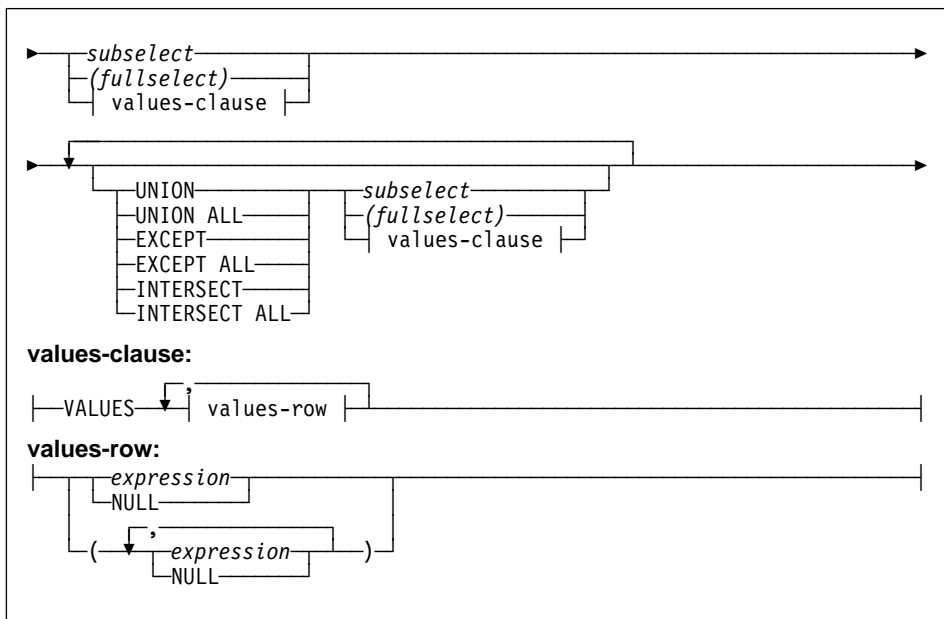 subselect
(fullselect)
values-clause
UNION subselect
UNION ALL (fullselect)
EXCEPT values-clause
EXCEPT ALL
INTERSECT
INTERSECT ALL
values-clause:
,
VALUES values-row
values-row:
expression
NULL
,
( expression )
NULL